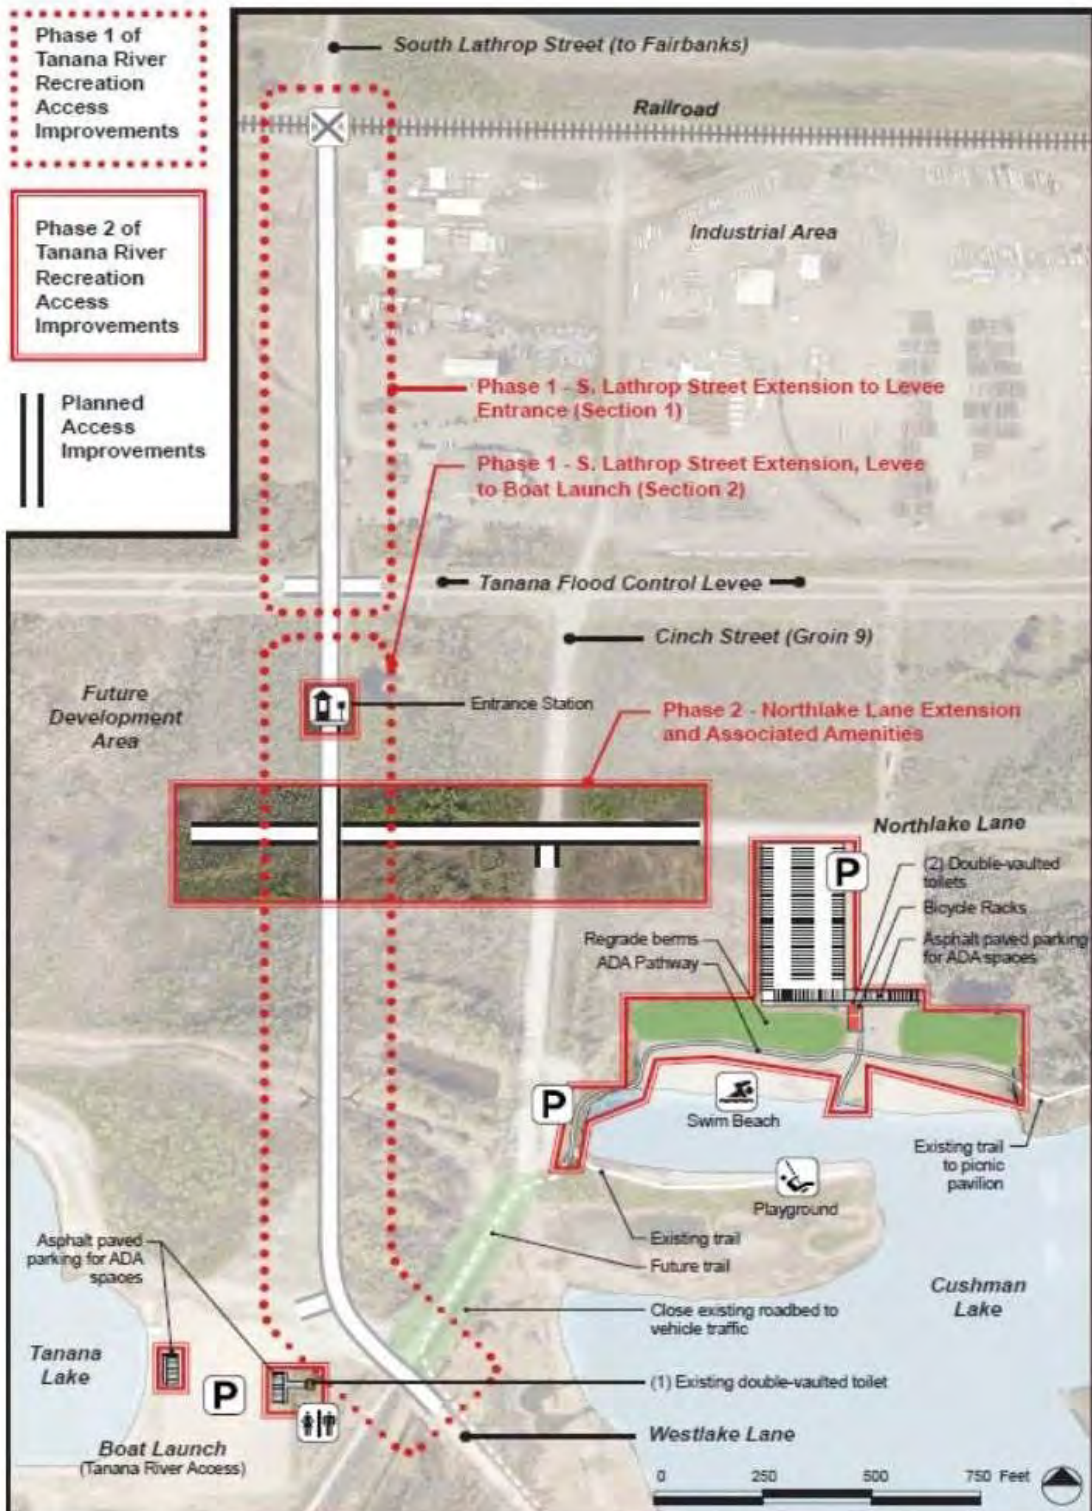 Phase 1 of
Tanana River
Recreation
Access
Improvements
Phase 2 of
Tanana River
Recreation
Access
Improvements
Planned
Access
Improvements
South Lathrop Street (to Fairbanks)
Railroad
Industrial Area
Phase 1 - S. Lathrop Street Extension to Levee
Entrance (Section 1)
Phase 1 - S. Lathrop Street Extension, Levee
to Boat Launch (Section 2)
Tanana Flood Control Levee
Cinch Street (Groin 9)
Future
Development
Area
Entrance Station
Phase 2 - Northlake Lane Extension
and Associated Amenities
Northlake Lane
P
(2) Double-vaulted
toilets
Bicycle Racks
Asphalt paved parking
for ADA spaces
Regrade berms
ADA Pathway
P
Swim Beach
Existing trail
to picnic
pavilion
Playground
Existing trail
Future trail
Asphalt paved
parking for ADA
spaces
Close existing roadbed to
vehicle traffic
Cushman
Lake
Tanana
Lake
P
(1) Existing double-vaulted toilet
Westlake Lane
Boat Launch
(Tanana River Access)
0 250 500 750 Feet